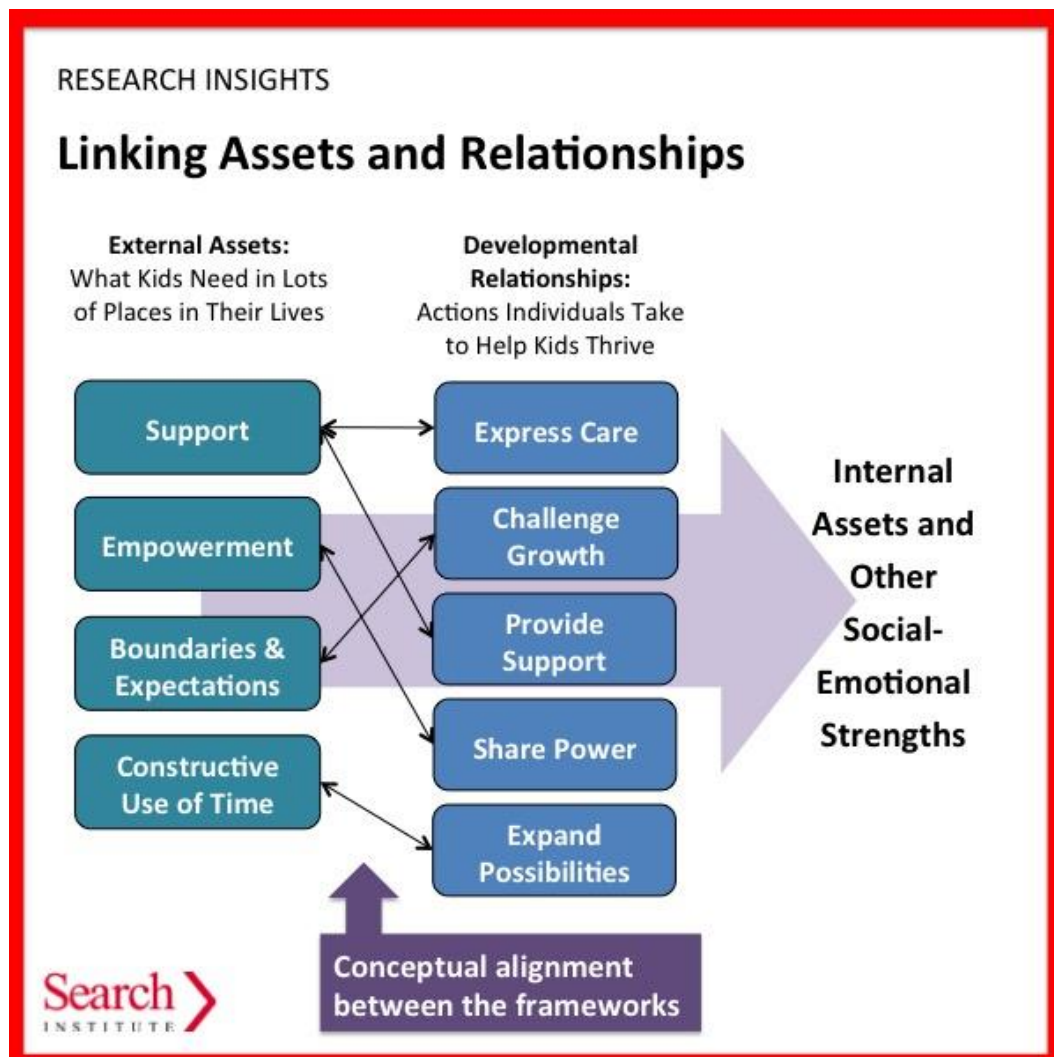 RESEARCH INSIGHTS
Linking Assets and Relationships
External Assets:
What Kids Need in Lots
of Places in Their Lives
Developmental
Relationships:
Actions Individuals Take
to Help Kids Thrive
Support
Empowerment
Boundaries &
Expectations
Constructive
Use of Time
Express Care
Challenge
Growth
Provide
Support
Share Power
Expand
Possibilities
Internal
Assets and
Other
Social-
Emotional
Strengths
Conceptual alignment
between the frameworks
Search
INSTITUTE